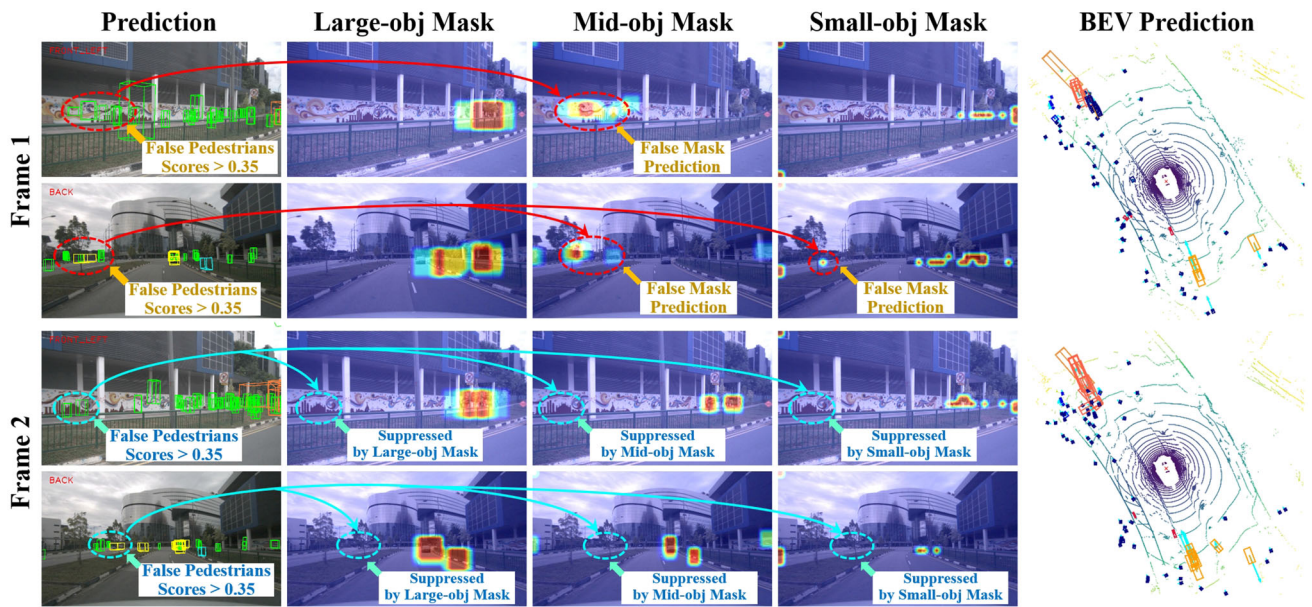 Prediction
Large-obj Mask
Mid-obj Mask
Small-obj Mask
BEV Prediction
Frame 1
FRONT_LEFT
False Pedestrians
Scores > 0.35
False Mask
Prediction
BACK
False Pedestrians
Scores > 0.35
False Mask
Prediction
False Mask
Prediction
Frame 2
FRONT_LEFT
False Pedestrians
Scores > 0.35
Suppressed
by Large-obj Mask
Suppressed
by Mid-obj Mask
Suppressed
by Small-obj Mask
BACK
False Pedestrians
Scores > 0.35
Suppressed
by Large-obj Mask
Suppressed
by Mid-obj Mask
Suppressed
by Small-obj Mask